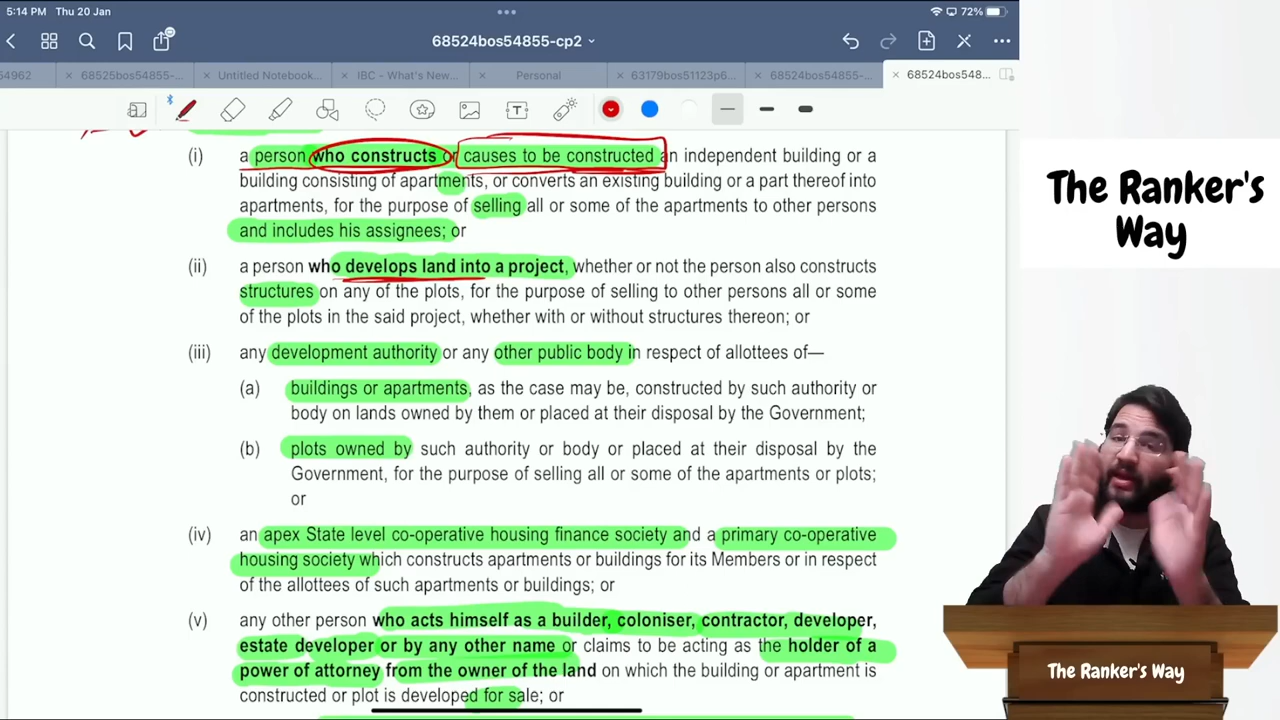 5:14 PM Thu 20 Jan
72%
68524bos54855-cp2
54962
68525bos54855-...
Untitled Notebook...
IBC - What's New...
Personal
63179bos51123p6...
68524bos54855-...
68524bos548...
(i) a person who constructs or causes to be constructed an independent building or a
building consisting of apartments, or converts an existing building or a part thereof into
apartments, for the purpose of selling all or some of the apartments to other persons
and includes his assignees; or
(ii) a person who develops land into a project, whether or not the person also constructs
structures on any of the plots, for the purpose of selling to other persons all or some
of the plots in the said project, whether with or without structures thereon; or
(iii) any development authority or any other public body in respect of allottees of—
(a) buildings or apartments, as the case may be, constructed by such authority or
body on lands owned by them or placed at their disposal by the Government;
(b) plots owned by such authority or body or placed at their disposal by the
Government, for the purpose of selling all or some of the apartments or plots;
or
(iv) an apex State level co-operative housing finance society and a primary co-operative
housing society which constructs apartments or buildings for its Members or in respect
of the allottees of such apartments or buildings; or
(v) any other person who acts himself as a builder, coloniser, contractor, developer,
estate developer or by any other name or claims to be acting as the holder of a
power of attorney from the owner of the land on which the building or apartment is
constructed or plot is developed for sale; or
The Ranker's
Way
The Ranker's Way